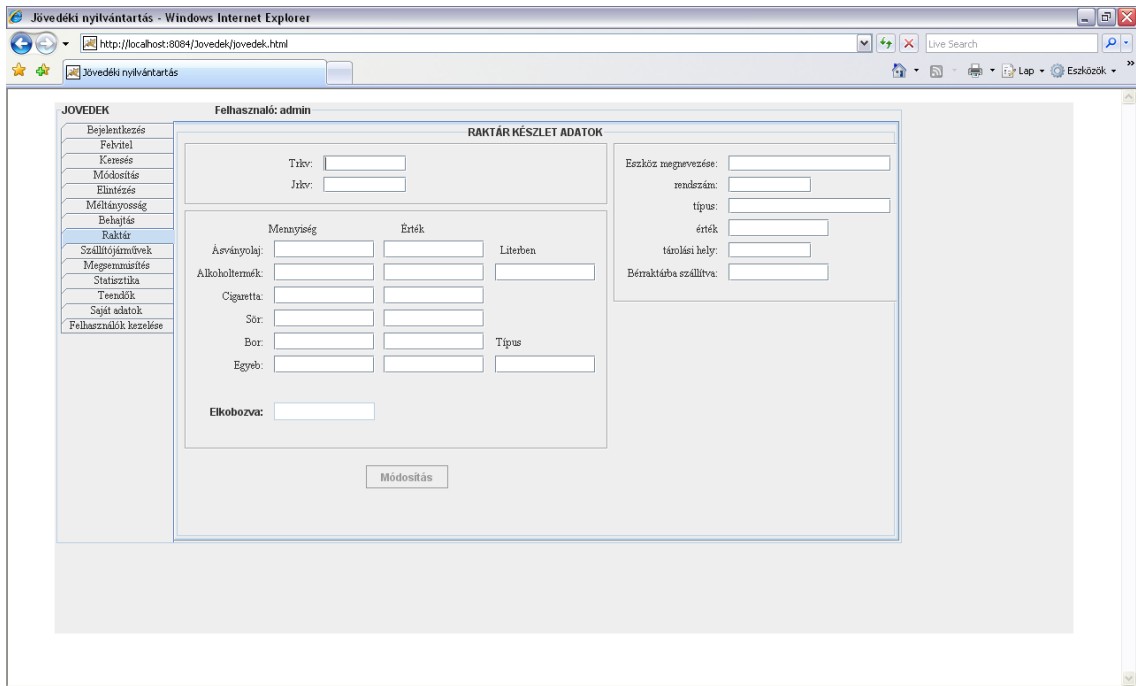 Jövedéki nyilvántartás - Windows Internet Explorer
http://localhost:8084/Jovedek/jovedek.html
Live Search
Jövedéki nyilvántartás
Lap
Eszközök
JOVEDEK
Felhasználó: admin
Bejelentkezés
Felvitel
Keresés
Módosítás
Elintézés
Méltányosság
Behajtás
Raktár
Szállítójárművek
Megsemmisítés
Statisztika
Teendők
Saját adatok
Felhasználók kezelése
RAKTÁR KÉSZLET ADATOK
Trkv:
Jrkv:
Mennyiség Érték
Ásványolaj: Literben
Alkoholtermék:
Cigaretta:
Sör:
Bor: Típus
Egyeb:
Elkobozva:
Módosítás
Eszköz megnevezése:
rendszám:
típus:
érték
tárolási hely:
Bérraktárba szállítva: